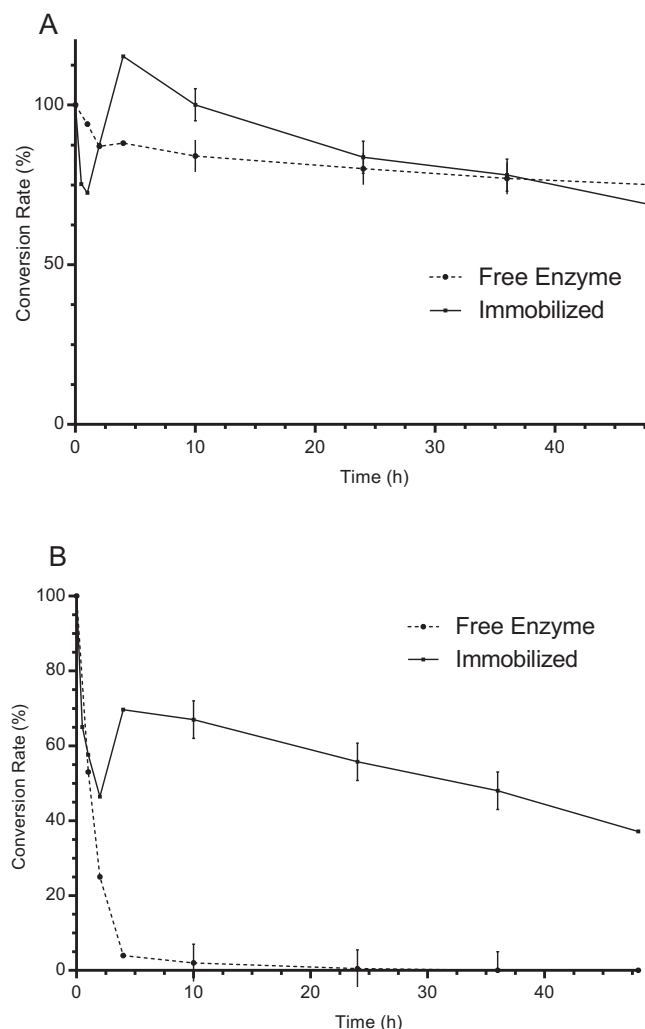 A
Conversion Rate (%)
100
50
0
Free Enzyme
Immobilized
0 10 20 30 40
Time (h)
B
Conversion Rate (%)
100
80
60
40
20
0
Free Enzyme
Immobilized
0 10 20 30 40
Time (h)